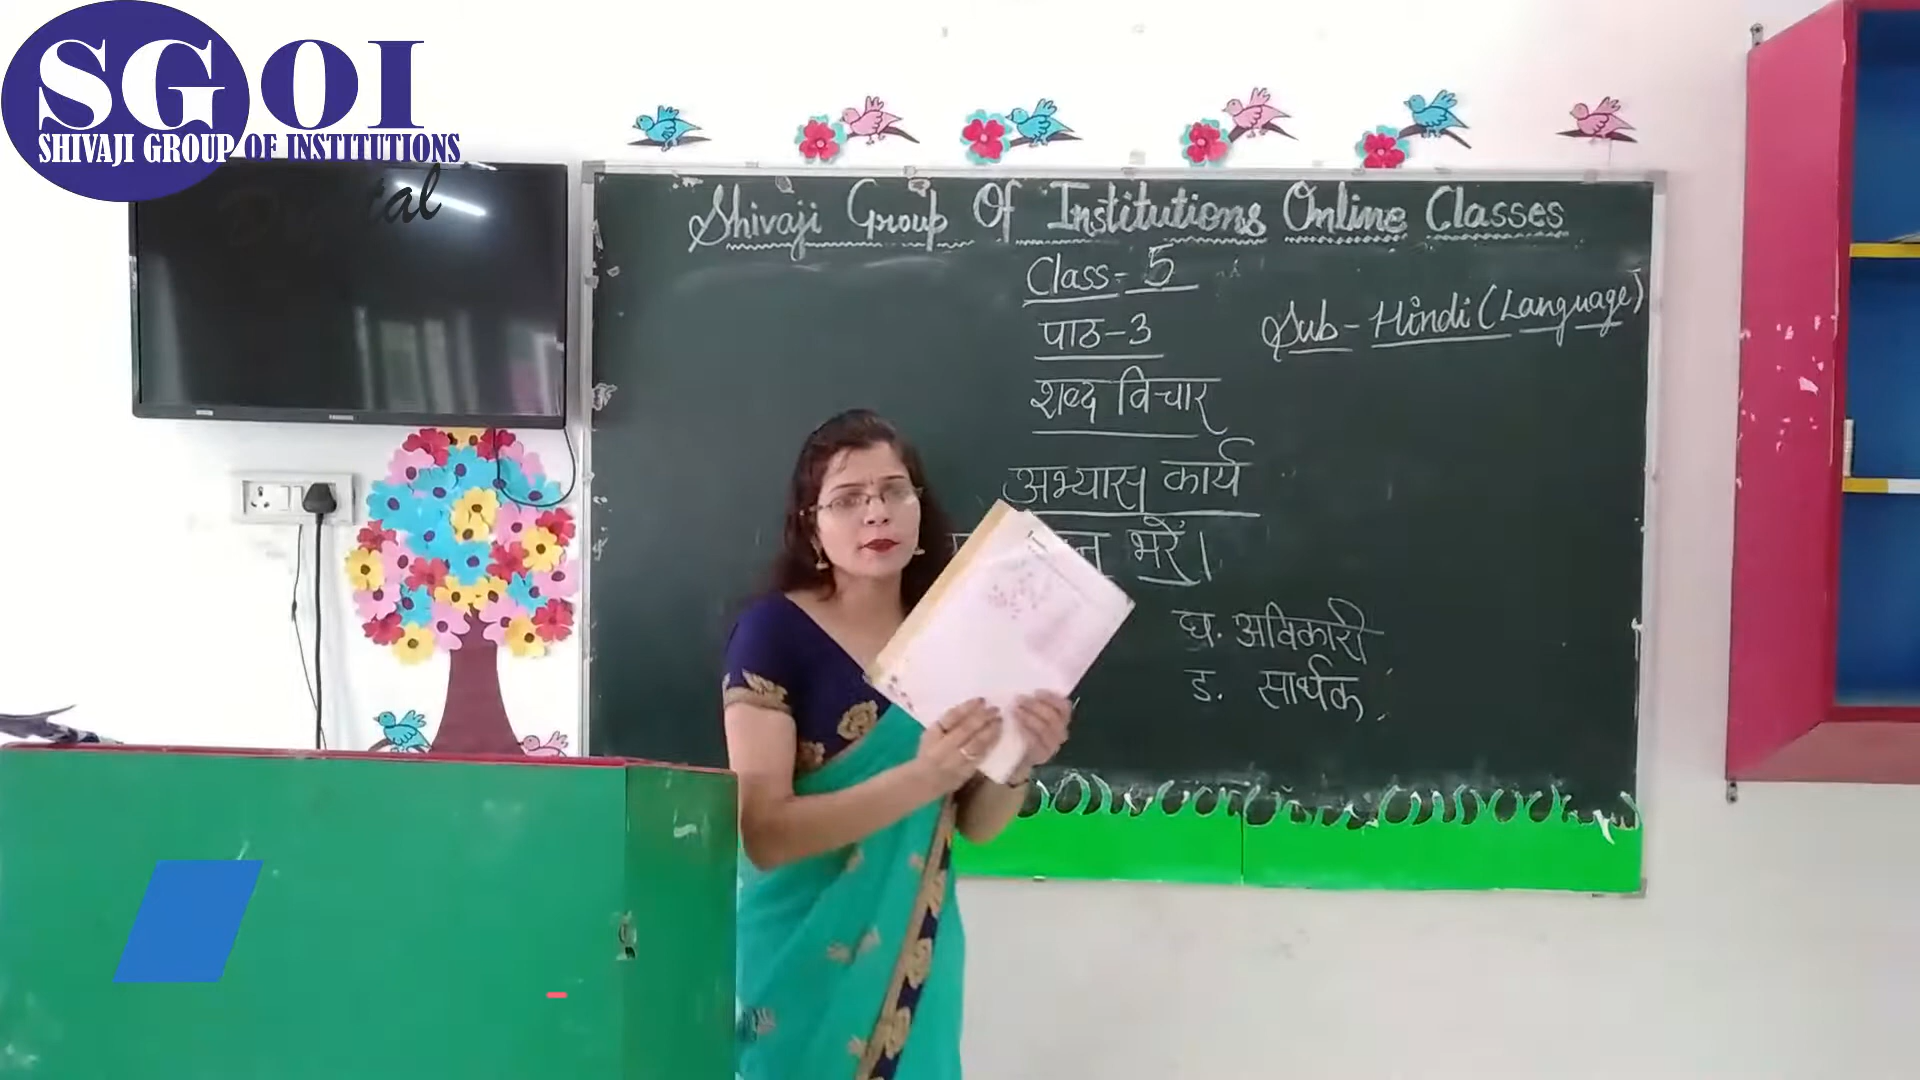 SGOI
SHIVAJI GROUP OF INSTITUTIONS
Shivaji Group Of Institutions Online Classes
Class-5
Sub-Hindi (Language)
पाठ-3
शब्द विचार
अभ्यास कार्य
भरें।
घ. अविकारी
ड. सार्थक